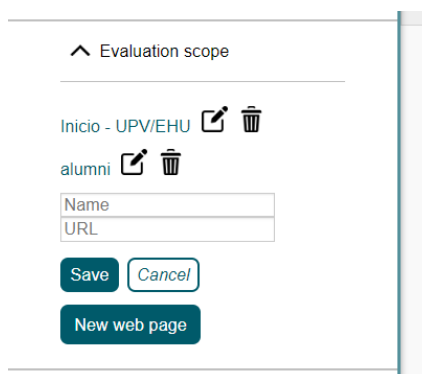 Evaluation scope
Inicio - UPV/EHU
alumni
Name
URL
Save Cancel
New web page